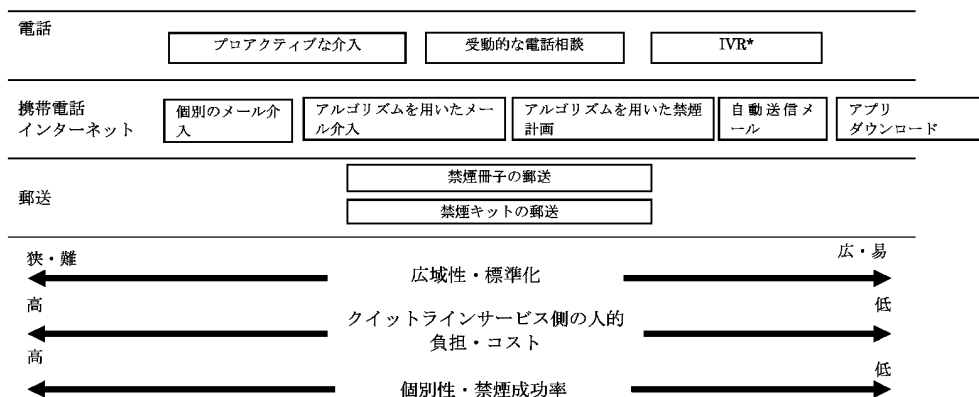 電話
プロアクティブな介入
受動的な電話相談
IVR*
携帯電話
インターネット
個別のメール介
入
アルゴリズムを用いたメー
ル介入
アルゴリズムを用いた禁煙
計画
自動送信メ
ール
アプリ
ダウンロード
郵送
禁煙冊子の郵送
禁煙キットの郵送
狭・難
広・易
広域性・標準化
高
低
クイットラインサービス側の人的
負担・コスト
高
低
個別性・禁煙成功率